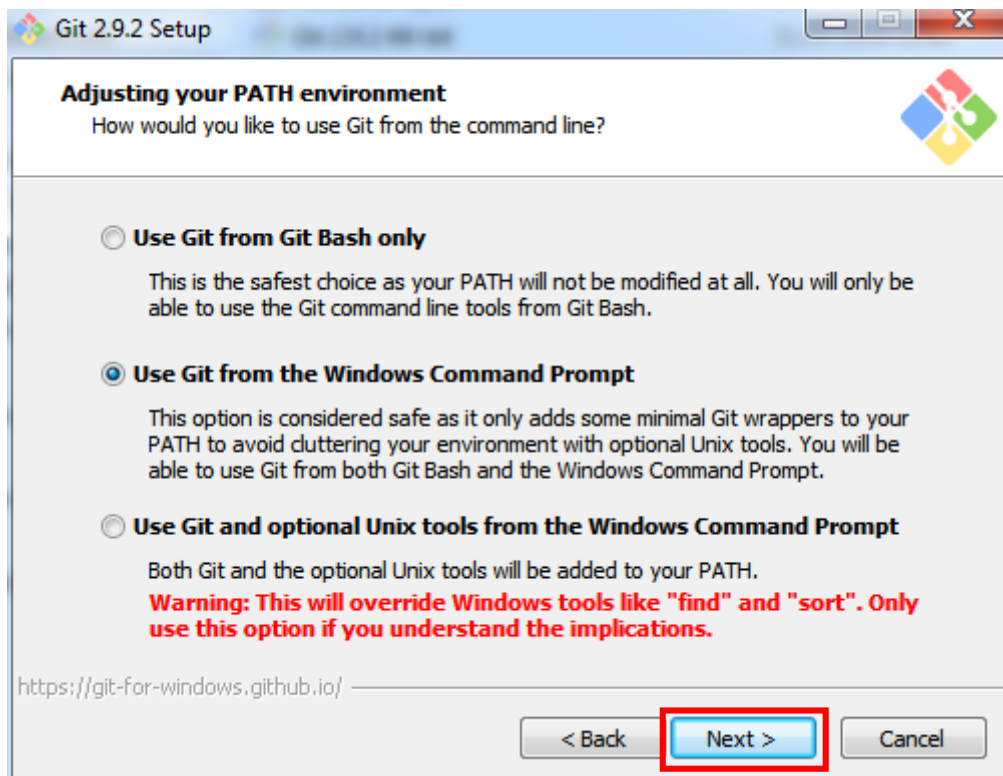 Git 2.9.2 Setup
Adjusting your PATH environment
How would you like to use Git from the command line?
Use Git from Git Bash only
This is the safest choice as your PATH will not be modified at all. You will only be
able to use the Git command line tools from Git Bash.
Use Git from the Windows Command Prompt
This option is considered safe as it only adds some minimal Git wrappers to your
PATH to avoid cluttering your environment with optional Unix tools. You will be
able to use Git from both Git Bash and the Windows Command Prompt.
Use Git and optional Unix tools from the Windows Command Prompt
Both Git and the optional Unix tools will be added to your PATH.
Warning: This will override Windows tools like "find" and "sort". Only
use this option if you understand the implications.
https://git-for-windows.github.io/
< Back Next > Cancel